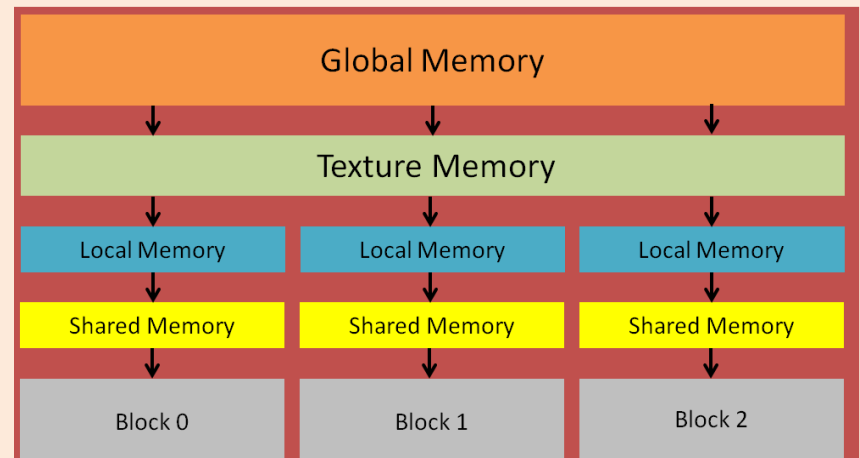 Global Memory
Texture Memory
Local Memory
Local Memory
Local Memory
Shared Memory
Shared Memory
Shared Memory
Block 0
Block 1
Block 2